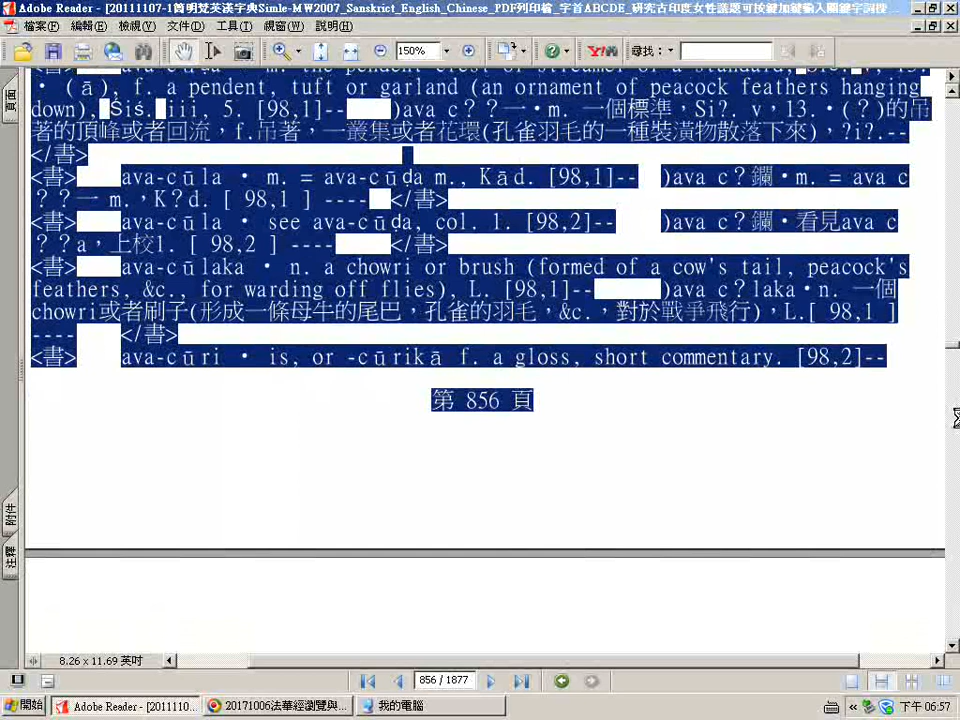 Adobe Reader - [20111107-1簡明梵英漢字典Simle-MW2007_Sanskrict_English_Chinese_PDF列印檔_字首ABCDE_研究古印度女性議題可按鍵加鍵輸入關鍵字詞搜
檔案(F) 編輯(E) 檢視(V) 文件(D) 工具(T) 視窗(W) 說明(H)
150% 尋找：
頁面
• (ā), f. a pendent, tuft or garland (an ornament of peacock feathers hanging
down), Śiś. iii, 5. [98,1]-- )ava c？？一•m. 一個標準，Si?. v，13.•(？)的吊
著的頂峰或者回流，f.吊著，一叢集或者花環(孔雀羽毛的一種裝潢物散落下來)，?i?.--
</書>
<書> ava-cūla • m. = ava-cūḍa m., Kād. [98,1]-- )ava c？鑭•m. = ava c
？？一 m.，K？d. [ 98,1 ] ---- </書>
<書> ava-cūla • see ava-cūḍa, col. 1. [98,2]-- )ava c？鑭•看見ava c
？？a，上校1. [ 98,2 ] ---- </書>
<書> ava-cūlaka • n. a chowri or brush (formed of a cow's tail, peacock's
feathers, &c., for warding off flies), L. [98,1]-- )ava c？laka•n. 一個
chowri或者刷子(形成一條母牛的尾巴，孔雀的羽毛，&c.，對於戰爭飛行)，L.[ 98,1 ]
---- </書>
<書> ava-cūri • is, or -cūrikā f. a gloss, short commentary. [98,2]--
第 856 頁
附件
注釋
8.26 x 11.69 英吋
856 / 1877
開始 Adobe Reader - [2011110... 20171006法華經瀏覽與... 我的電腦 下午 06:57